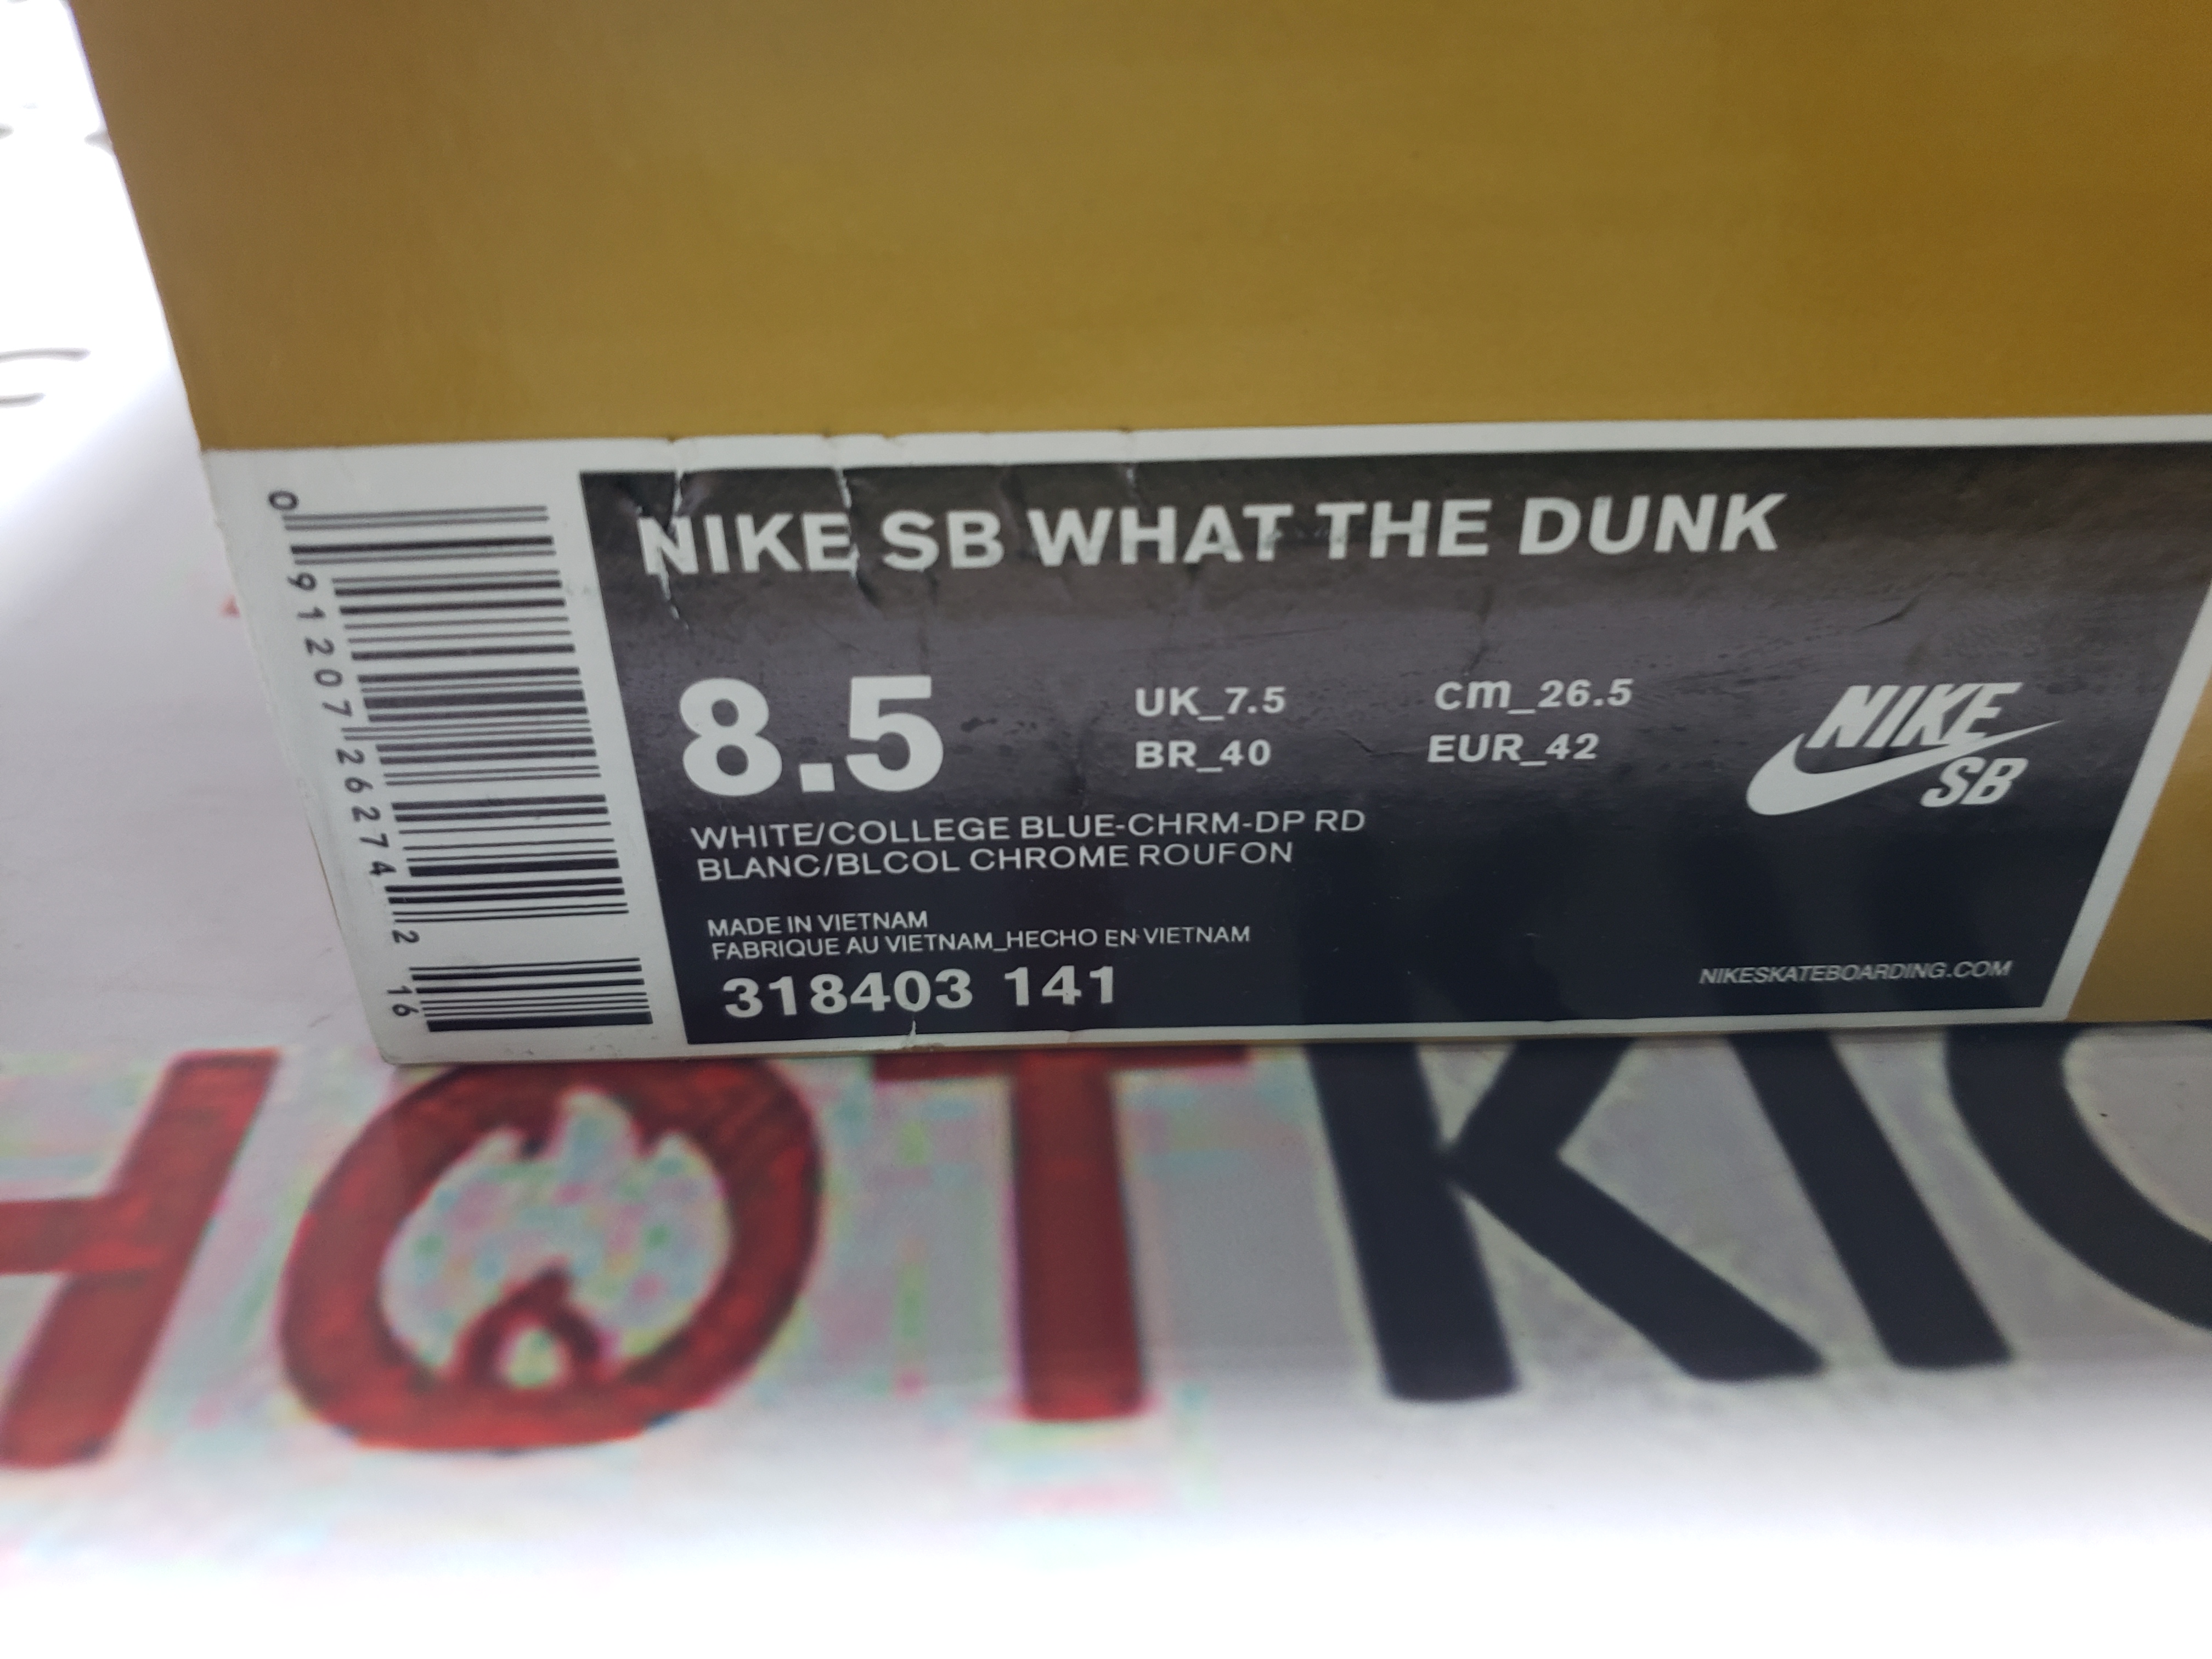 NIKE SB WHAT THE DUNK
8.5
UK_7.5
cm_26.5
BR_40
EUR_42
NIKE
SB
WHITE/COLLEGE BLUE-CHRM-DP RD
BLANC/BLCOL CHROME ROUFON
MADE IN VIETNAM
FABRIQUE AU VIETNAM_HECHO EN VIETNAM
318403 141
NIKESKATEBOARDING.COM
0 91207 26274 2 16
HOT KIC